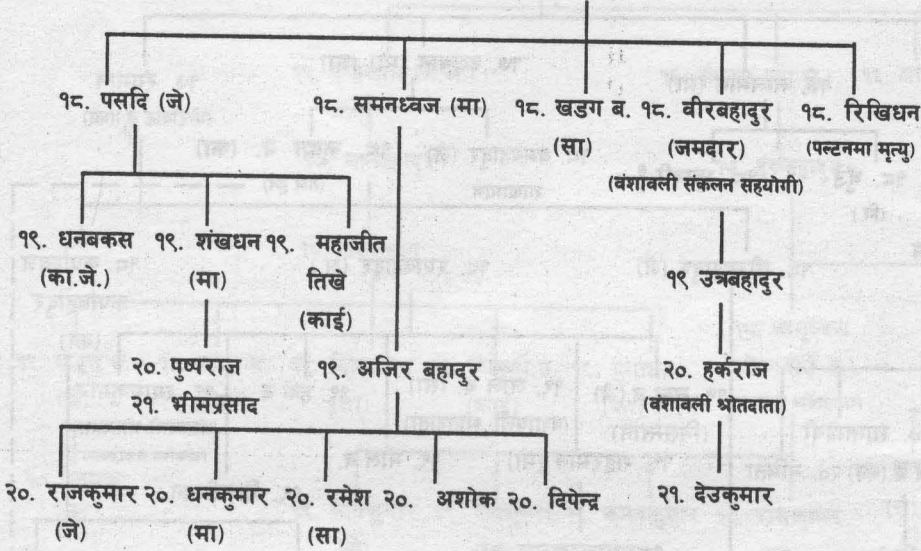 १८. पसदि (जे) १८. समनध्वज (मा) १८. खडग ब. १८. वीरबहादुर १८. रिखिधन
(सा) (जमदार) (पल्टनमा मृत्यु)
(वंशावली संकलन सहयोगी)
१९. धनबकस १९. शंखधन १९. महाजीत
(का.जे.) (मा) तिखे १९ उत्रबहादुर
(काई)
२०. पुष्पराज १९. अजिर बहादुर २०. हर्कराज
२१. भीमप्रसाद (वंशावली श्रोतदाता)
२०. राजकुमार २०. धनकुमार २०. रमेश २०. अशोक २०. दिपेन्द्र २१. देउकुमार
(जे) (मा) (सा)